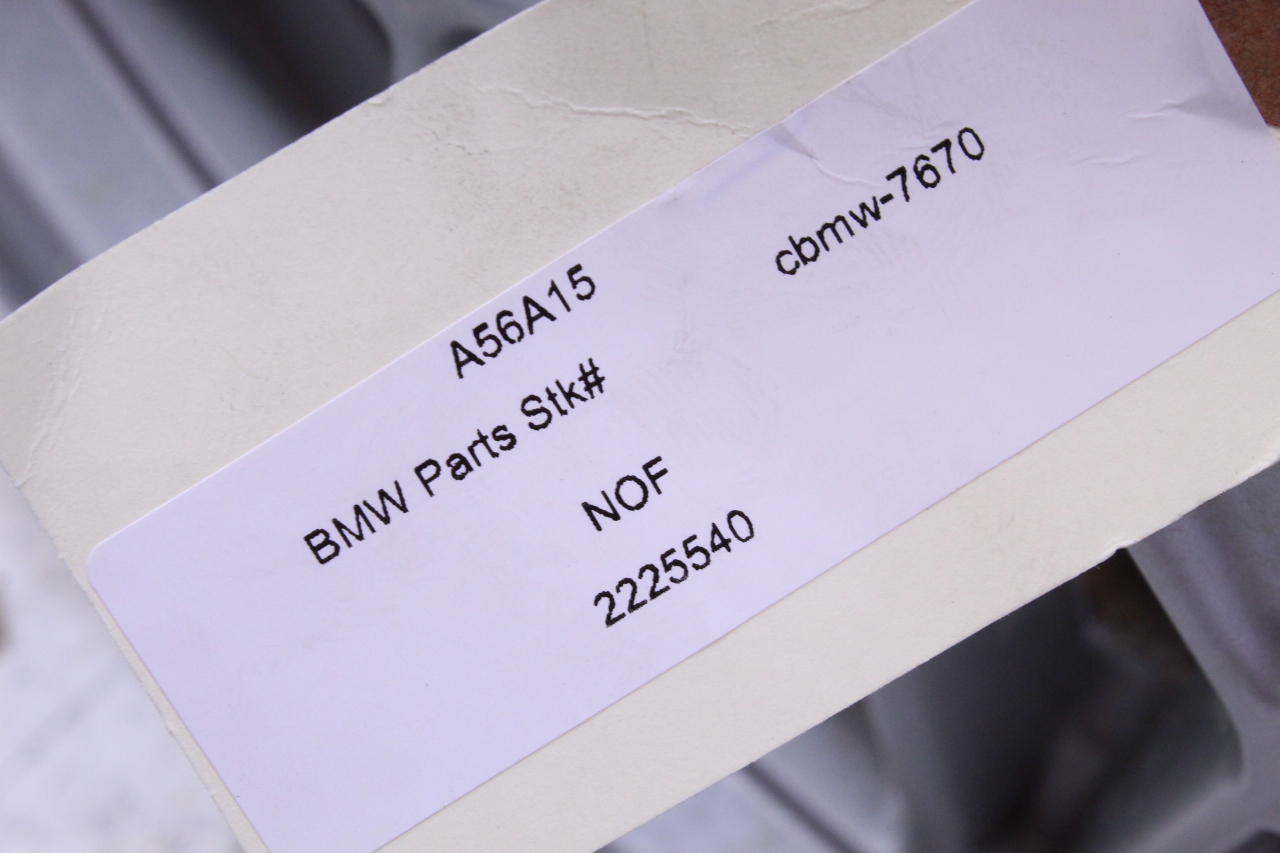 A56A15
cbmw-7670
BMW Parts Stk#
NOF
2225540